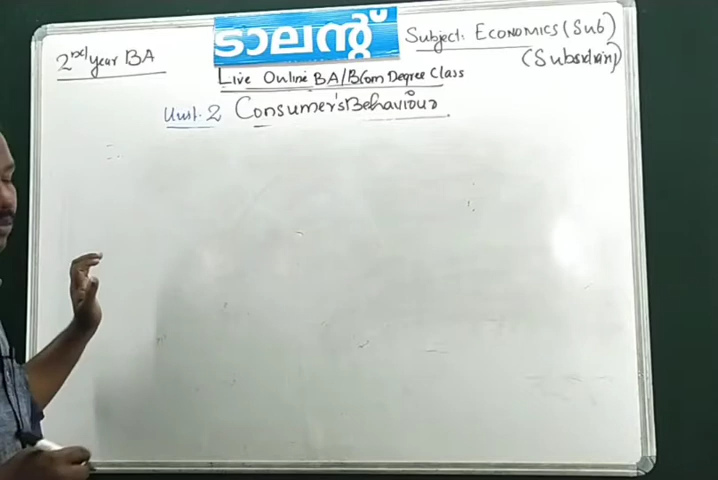 ടാലന്റ്
Subject: ECONOMICS (Sub)
2nd year BA
(Subsidiary)
Live Online BA/BCom Degree Class
Unit. 2 Consumer's Behaviour